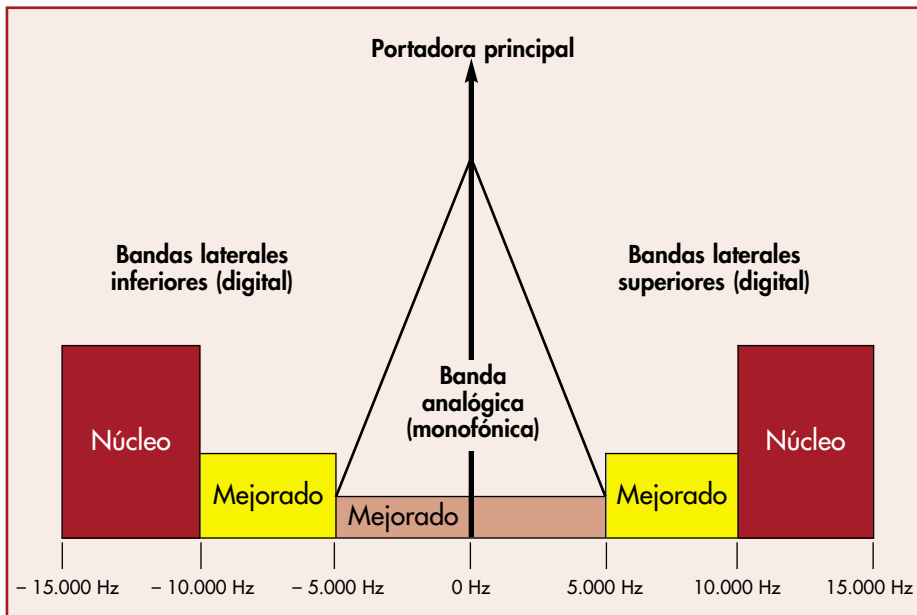 Portadora principal
Bandas laterales
inferiores (digital)
Bandas laterales
superiores (digital)
Banda
analógica
(monofónica)
Núcleo
Mejorado
Mejorado
Mejorado
Núcleo
– 15.000 Hz
– 10.000 Hz
– 5.000 Hz
0 Hz
5.000 Hz
10.000 Hz
15.000 Hz